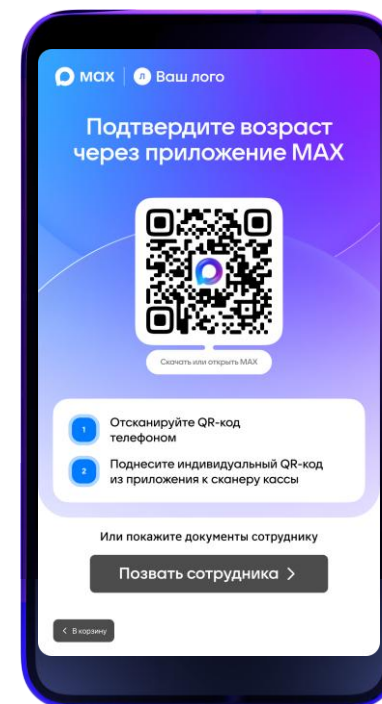 мax
Л
Ваш лого
Подтвердите возраст
через приложение MAX
Скачать или открыть MAX
1
Отсканируйте QR-код
телефоном
2
Поднесите индивидуальный QR-код
из приложения к сканеру кассы
Или покажите документы сотруднику
Позвать сотрудника >
< В корзину